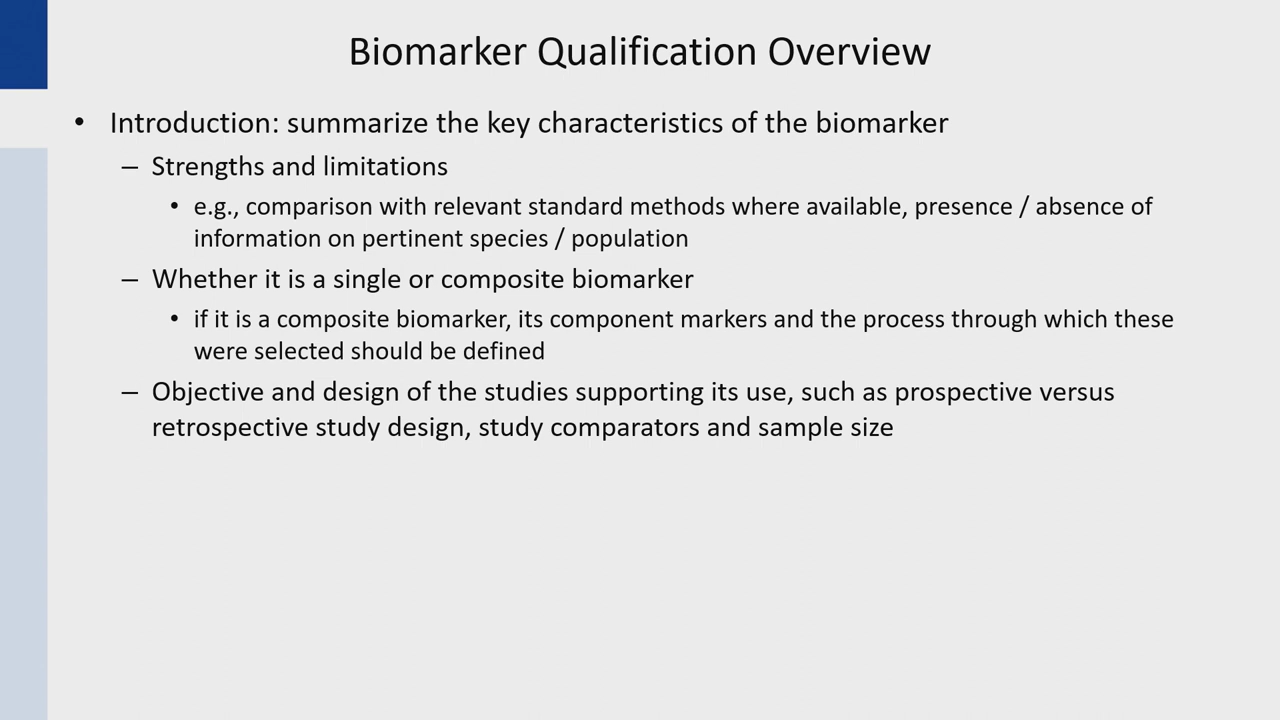 Biomarker Qualification Overview
• Introduction: summarize the key characteristics of the biomarker
– Strengths and limitations
• e.g., comparison with relevant standard methods where available, presence / absence of
information on pertinent species / population
– Whether it is a single or composite biomarker
• if it is a composite biomarker, its component markers and the process through which these
were selected should be defined
– Objective and design of the studies supporting its use, such as prospective versus
retrospective study design, study comparators and sample size